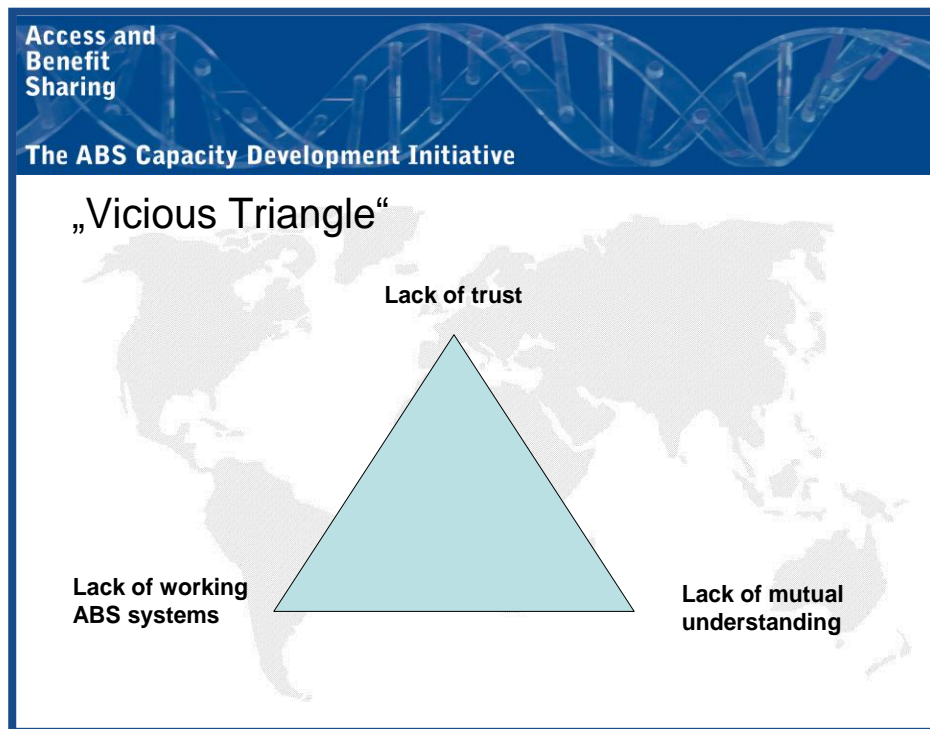 Access and
Benefit
Sharing
The ABS Capacity Development Initiative
„Vicious Triangle“
Lack of trust
Lack of working
ABS systems
Lack of mutual
understanding